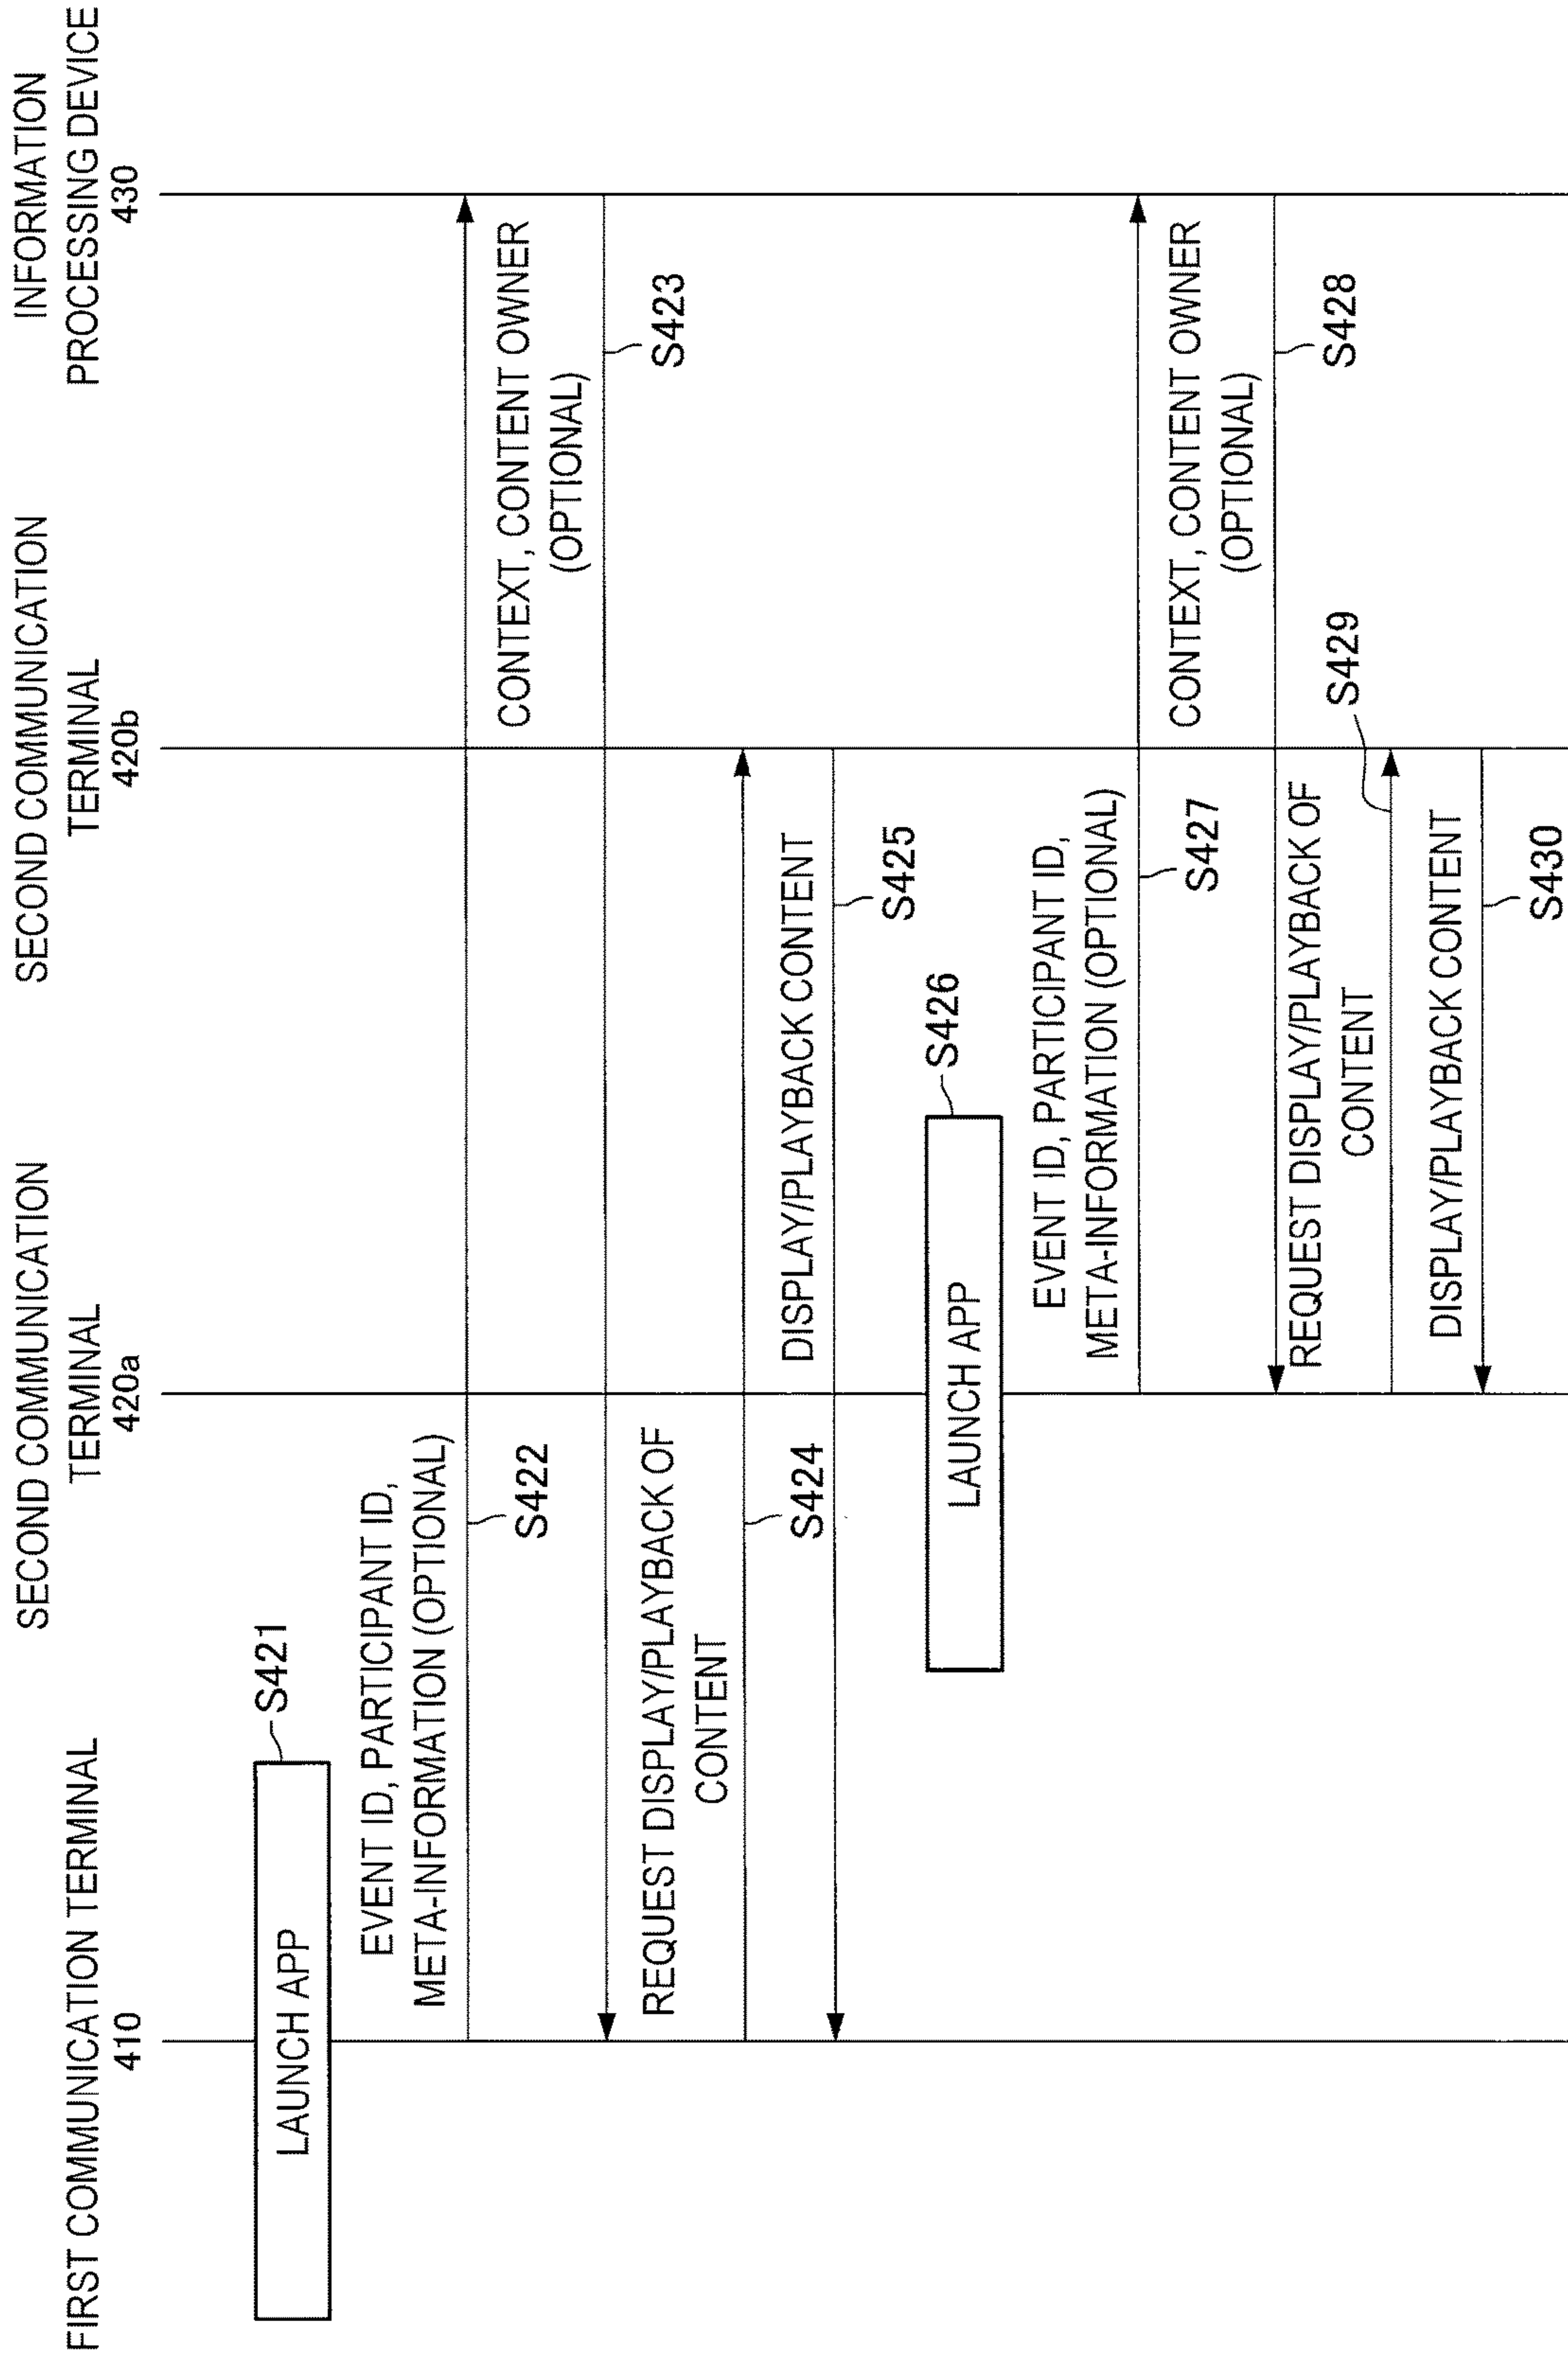 FIRST COMMUNICATION TERMINAL
410
SECOND COMMUNICATION
TERMINAL
420a
SECOND COMMUNICATION
TERMINAL
420b
INFORMATION
PROCESSING DEVICE
430
LAUNCH APP
S421
EVENT ID, PARTICIPANT ID,
META-INFORMATION (OPTIONAL)
S422
CONTEXT, CONTENT OWNER
(OPTIONAL)
S423
REQUEST DISPLAY/PLAYBACK OF
CONTENT
S424
DISPLAY/PLAYBACK CONTENT
S425
LAUNCH APP
S426
EVENT ID, PARTICIPANT ID,
META-INFORMATION (OPTIONAL)
S427
CONTEXT, CONTENT OWNER
(OPTIONAL)
S428
REQUEST DISPLAY/PLAYBACK OF
CONTENT
S429
DISPLAY/PLAYBACK CONTENT
S430